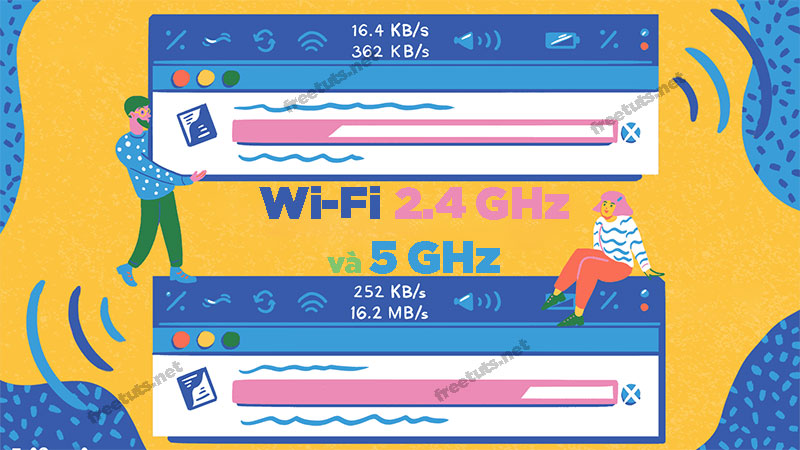 16.4 KB/s
362 KB/s
freetuts.net
freetuts.net
Wi-Fi 2.4 GHz
và 5 GHz
252 KB/s
16.2 MB/s
freetuts.net
freetuts.net